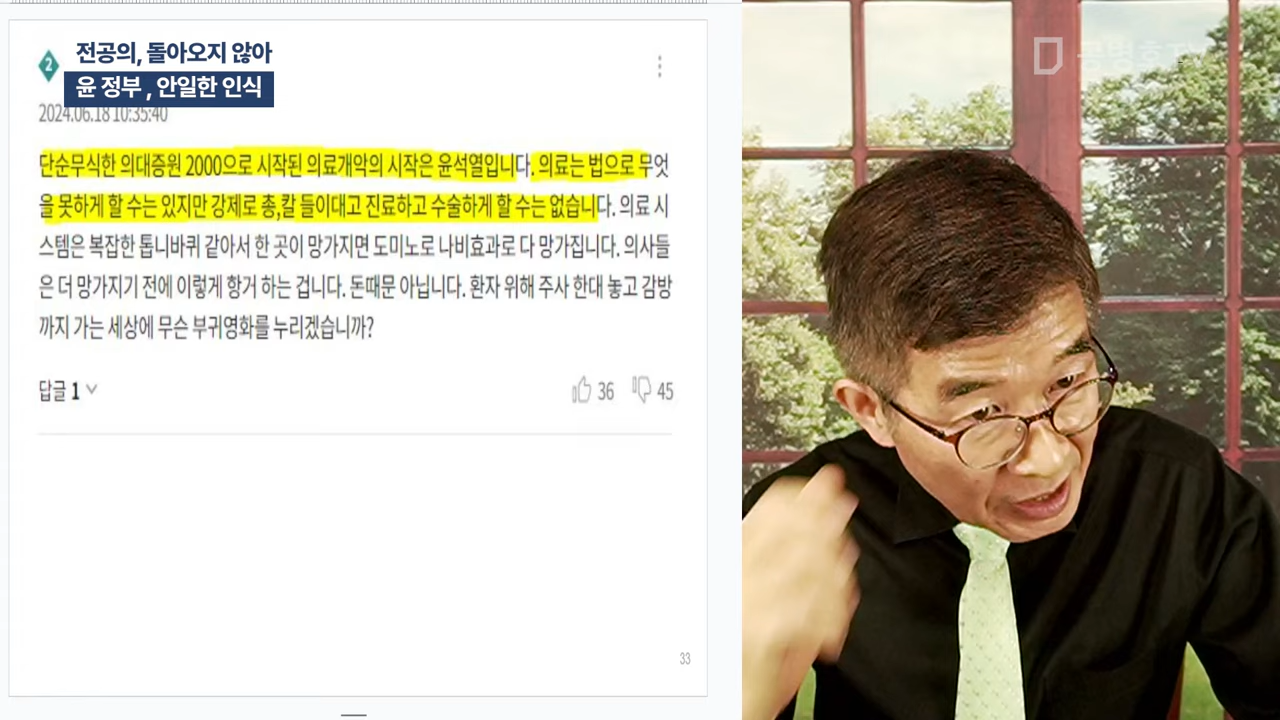 전공의, 돌아오지 않아
윤 정부 , 안일한 인식
2
2024.06.18 10:35:40
단순무식한 의대증원 2000으로 시작된 의료개악의 시작은 윤석열입니다. 의료는 법으로 무엇
을 못하게 할 수는 있지만 강제로 총,칼 들이대고 진료하고 수술하게 할 수는 없습니다. 의료 시
스템은 복잡한 톱니바퀴 같아서 한 곳이 망가지면 도미노로 나비효과로 다 망가집니다. 의사들
은 더 망가지기 전에 이렇게 항거 하는 겁니다. 돈때문 아닙니다. 환자 위해 주사 한대 놓고 감방
까지 가는 세상에 무슨 부귀영화를 누리겠습니까?
답글 1
36
45
33